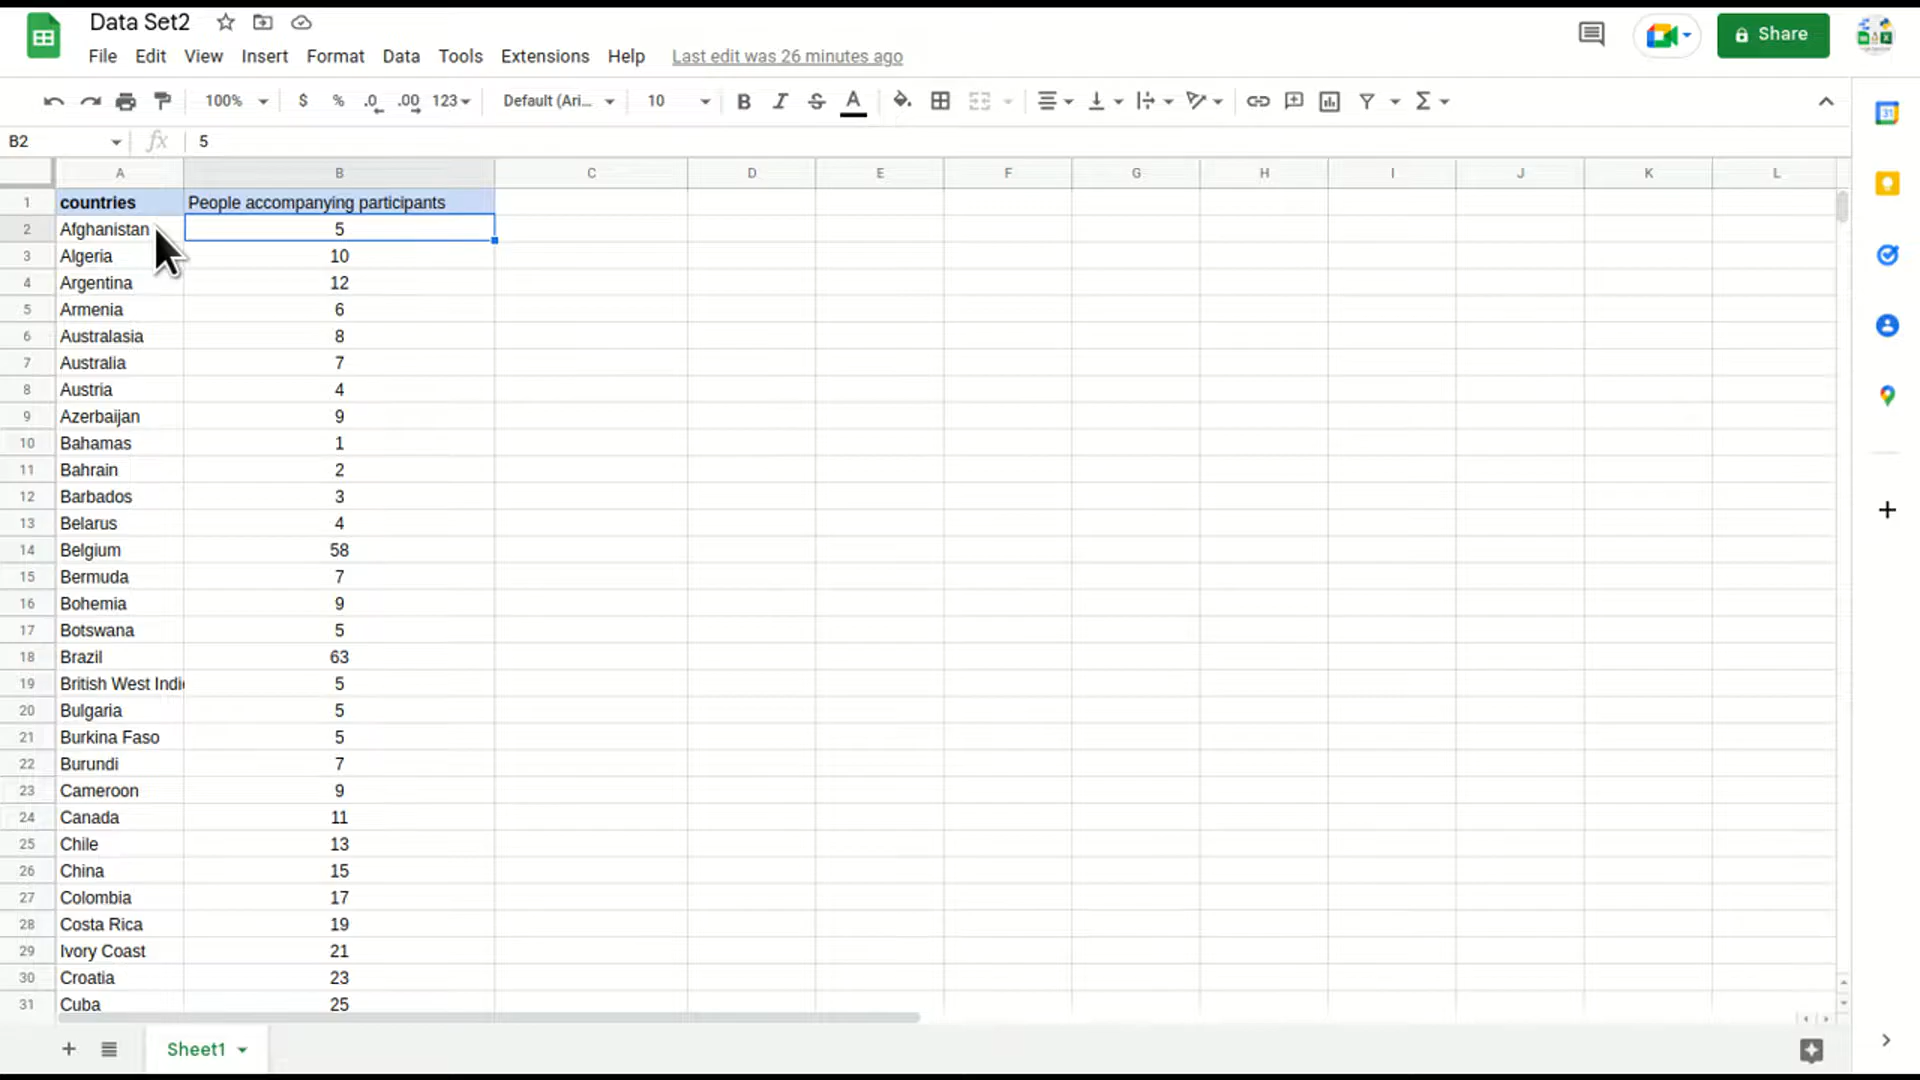 Data Set2
File Edit View Insert Format Data Tools Extensions Help Last edit was 26 minutes ago
Share
100% $ % .0 .00 123 Default (Ari... 10 B I S A Σ
B2 fx 5
A B C D E F G H I J K L
1 countries People accompanying participants
2 Afghanistan 5
3 Algeria 10
4 Argentina 12
5 Armenia 6
6 Australasia 8
7 Australia 7
8 Austria 4
9 Azerbaijan 9
10 Bahamas 1
11 Bahrain 2
12 Barbados 3
13 Belarus 4
14 Belgium 58
15 Bermuda 7
16 Bohemia 9
17 Botswana 5
18 Brazil 63
19 British West Indi 5
20 Bulgaria 5
21 Burkina Faso 5
22 Burundi 7
23 Cameroon 9
24 Canada 11
25 Chile 13
26 China 15
27 Colombia 17
28 Costa Rica 19
29 Ivory Coast 21
30 Croatia 23
31 Cuba 25
Sheet1
31